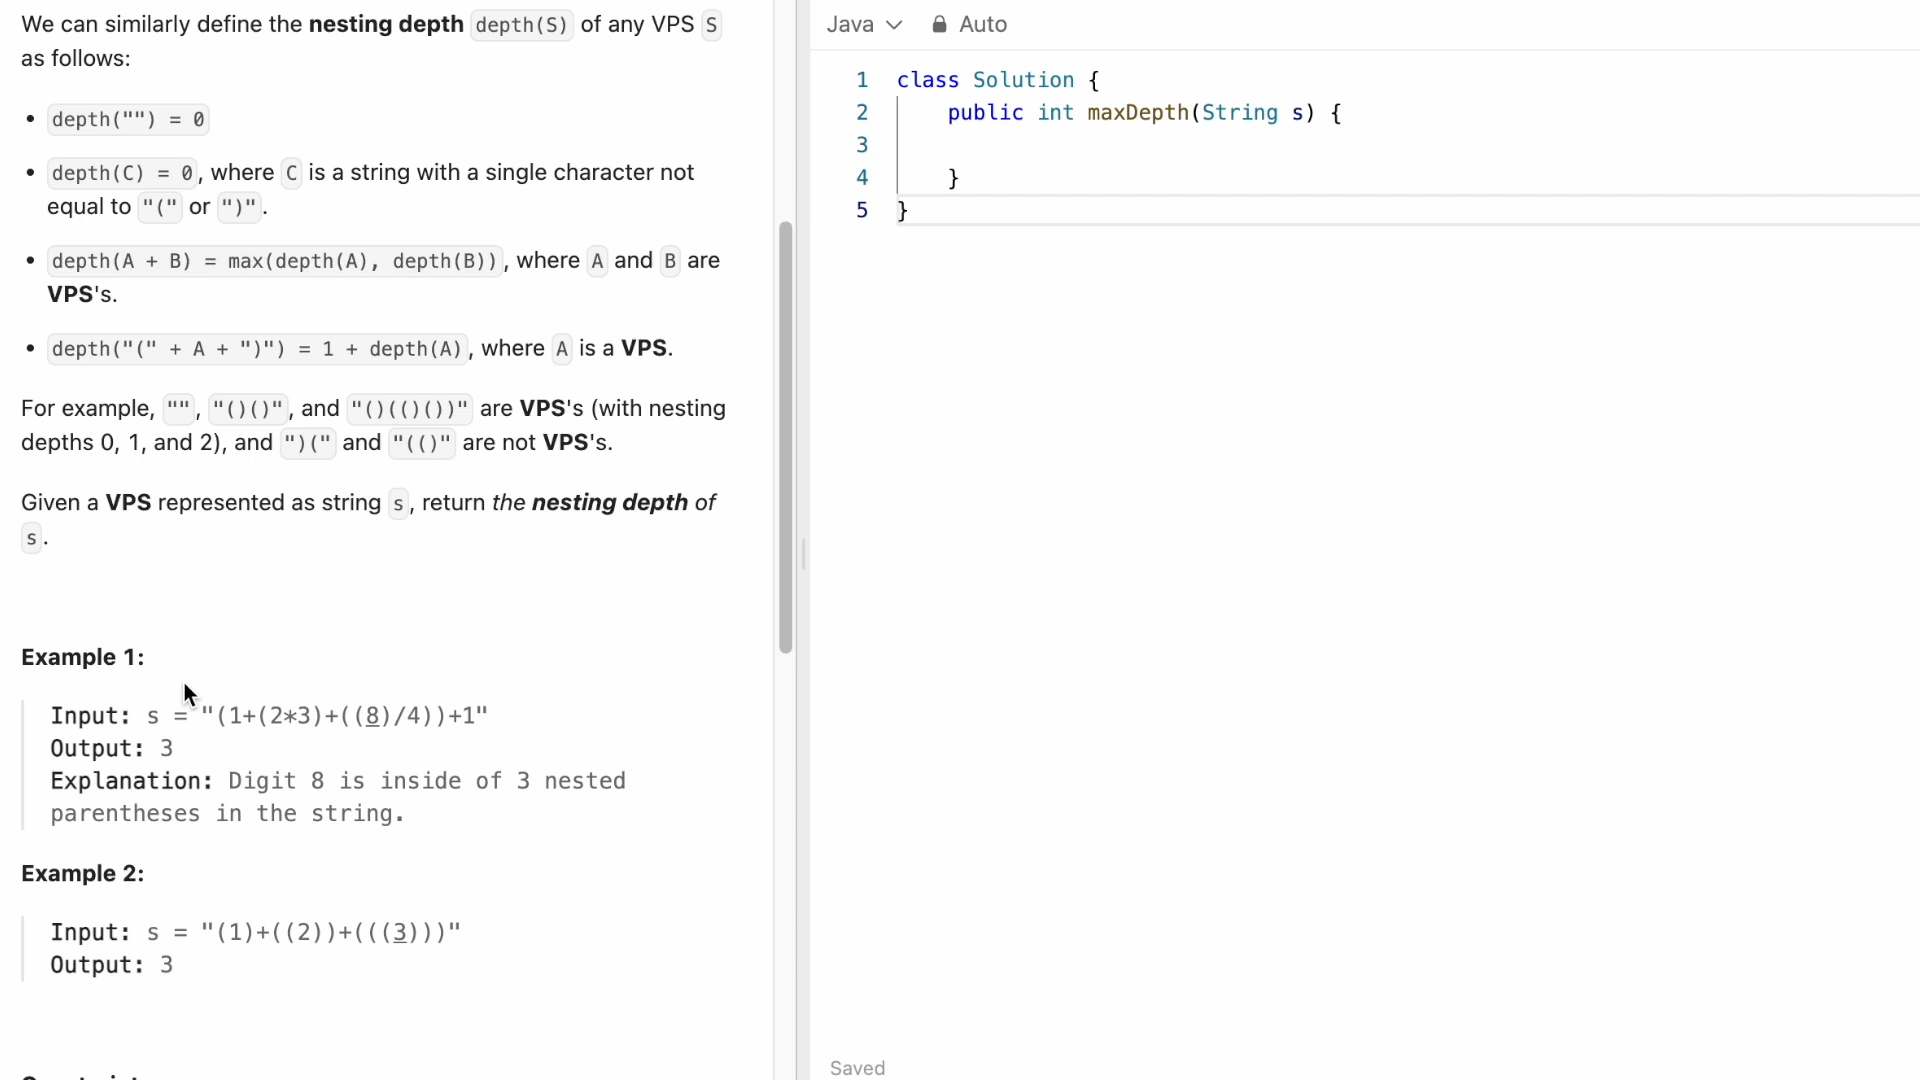 We can similarly define the nesting depth depth(S) of any VPS S
as follows:
• depth("") = 0
• depth(C) = 0, where C is a string with a single character not
equal to "(" or ")".
• depth(A + B) = max(depth(A), depth(B)), where A and B are
VPS's.
• depth("(" + A + ")") = 1 + depth(A), where A is a VPS.
For example, "", "()()", and "()(()())" are VPS's (with nesting
depths 0, 1, and 2), and ")(" and "(()" are not VPS's.
Given a VPS represented as string s, return the nesting depth of
s.
Example 1:
Input: s = "(1+(2*3)+((8)/4))+1"
Output: 3
Explanation: Digit 8 is inside of 3 nested
parentheses in the string.
Example 2:
Input: s = "(1)+((2))+(((3)))"
Output: 3
Java Auto
1 class Solution {
2 public int maxDepth(String s) {
3
4 }
5 }
Saved